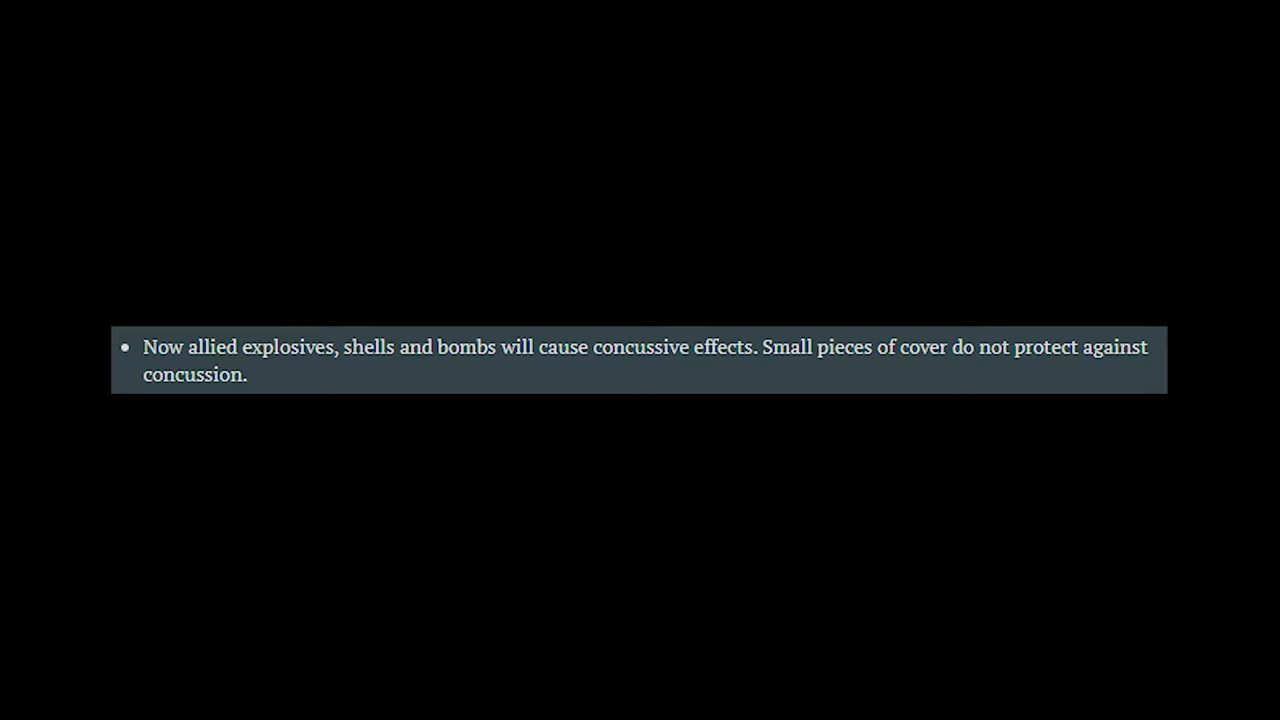 • Now allied explosives, shells and bombs will cause concussive effects. Small pieces of cover do not protect against
concussion.